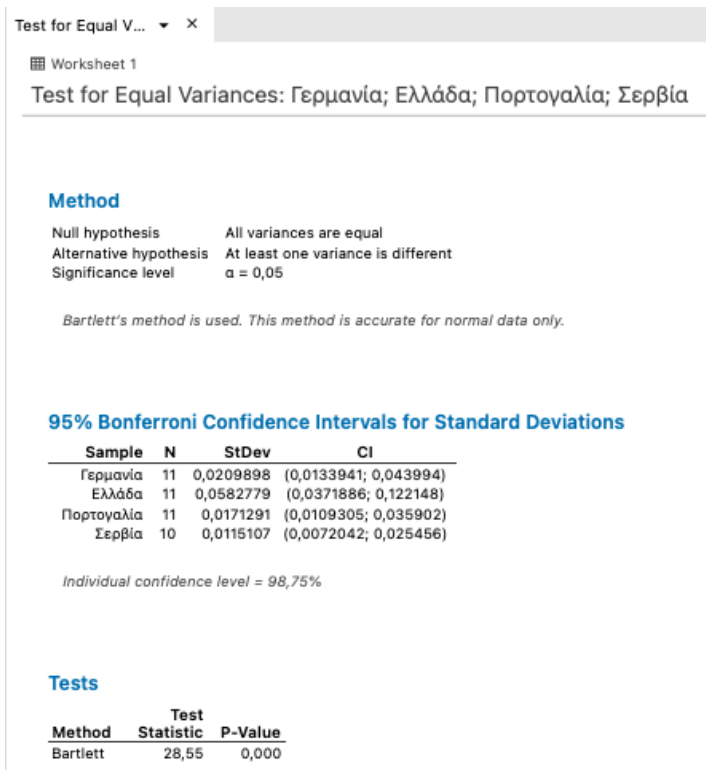 Test for Equal V... ▾ ×
Worksheet 1
Test for Equal Variances: Γερμανία; Ελλάδα; Πορτογαλία; Σερβία
Method
Null hypothesis All variances are equal
Alternative hypothesis At least one variance is different
Significance level α = 0,05
Bartlett's method is used. This method is accurate for normal data only.
95% Bonferroni Confidence Intervals for Standard Deviations
Sample N StDev CI
Γερμανία 11 0,0209898 (0,0133941; 0,043994)
Ελλάδα 11 0,0582779 (0,0371886; 0,122148)
Πορτογαλία 11 0,0171291 (0,0109305; 0,035902)
Σερβία 10 0,0115107 (0,0072042; 0,025456)
Individual confidence level = 98,75%
Tests
Test
Method Statistic P-Value
Bartlett 28,55 0,000